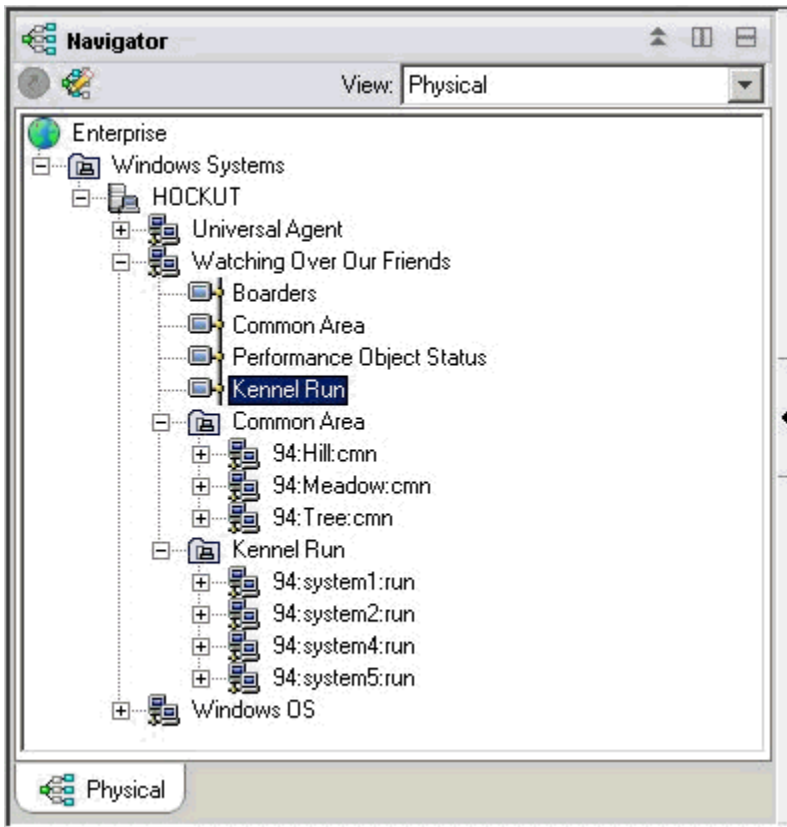 Navigator
View: Physical
Enterprise
Windows Systems
HOCKUT
Universal Agent
Watching Over Our Friends
Boarders
Common Area
Performance Object Status
Kennel Run
Common Area
94:Hill:cmn
94:Meadow:cmn
94:Tree:cmn
Kennel Run
94:system1:run
94:system2:run
94:system4:run
94:system5:run
Windows OS
Physical